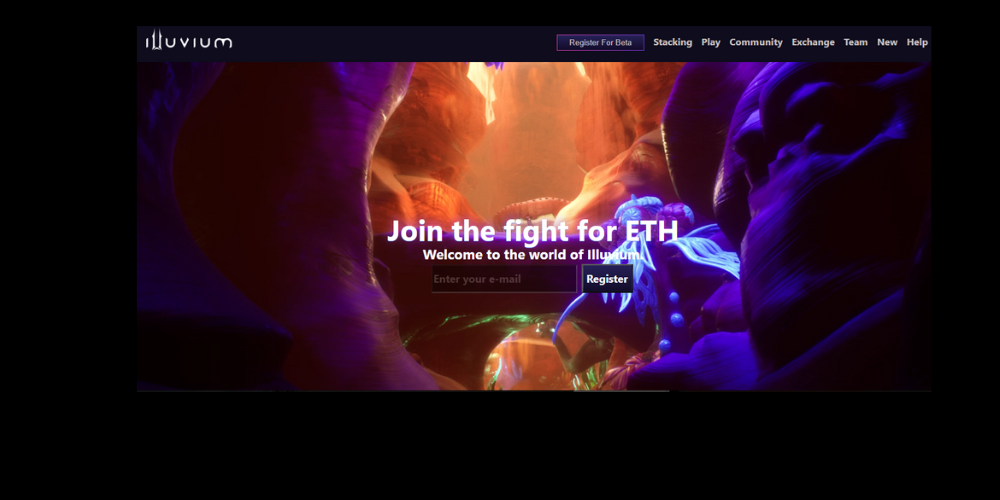 illuvium
Register For Beta Stacking Play Community Exchange Team New Help
Join the fight for ETH
Welcome to the world of Illuvium.
Enter your e-mail Register